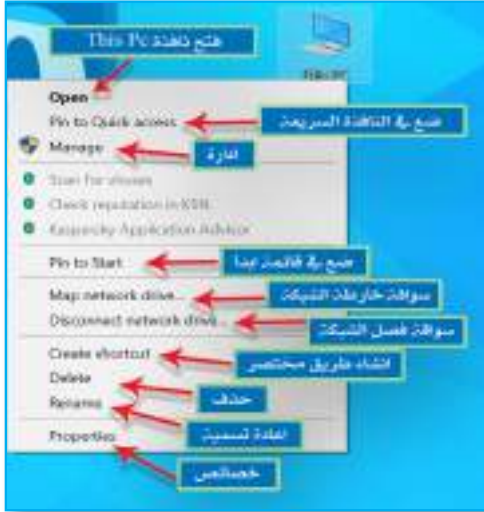 فتح نافذة This Pc
This PC
Open
Pin to Quick access
ضع في النافذة السريعة
Manage
ادارة
Scan for viruses
Check reputation in KSN
Kaspersky Application Advisor
Pin to Start
ضع في قائمة ابدا
Map network drive...
سواقة خارطة الشبكة
Disconnect network drive...
سواقة فصل الشبكة
Create shortcut
انشاء طريق مختصر
Delete
حذف
Rename
اعادة تسمية
Properties
خصائص